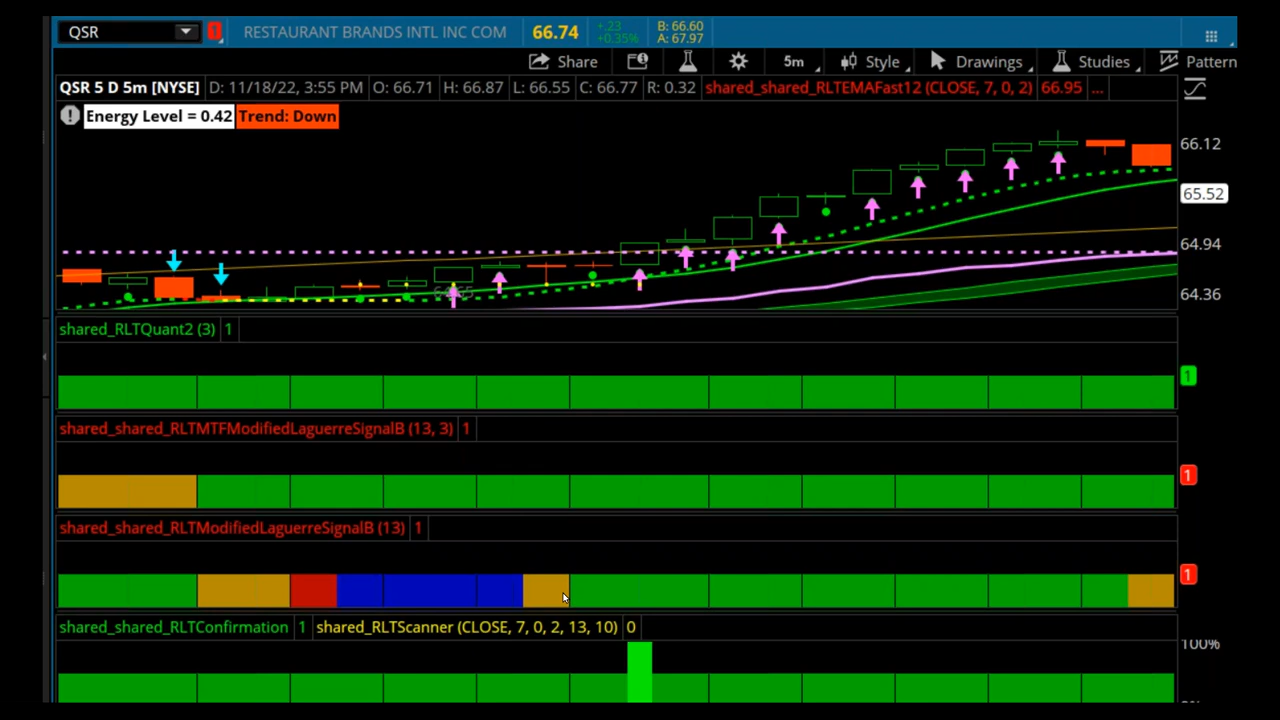 QSR 1 RESTAURANT BRANDS INTL INC COM 66.74 +.23 +0.35% B: 66.60 A: 67.97
Share 5m Style Drawings Studies Pattern
QSR 5 D 5m [NYSE] D: 11/18/22, 3:55 PM O: 66.71 H: 66.87 L: 66.55 C: 66.77 R: 0.32 shared_shared_RLTEMAFast12 (CLOSE, 7, 0, 2) 66.95 ...
Energy Level = 0.42 Trend: Down
66.12
65.52
64.94
64.36
shared_RLTQuant2 (3) 1
1
shared_shared_RLTMTFModifiedLaguerreSignalB (13, 3) 1
1
shared_shared_RLTModifiedLaguerreSignalB (13) 1
1
shared_shared_RLTConfirmation 1 shared_RLTScanner (CLOSE, 7, 0, 2, 13, 10) 0
100%